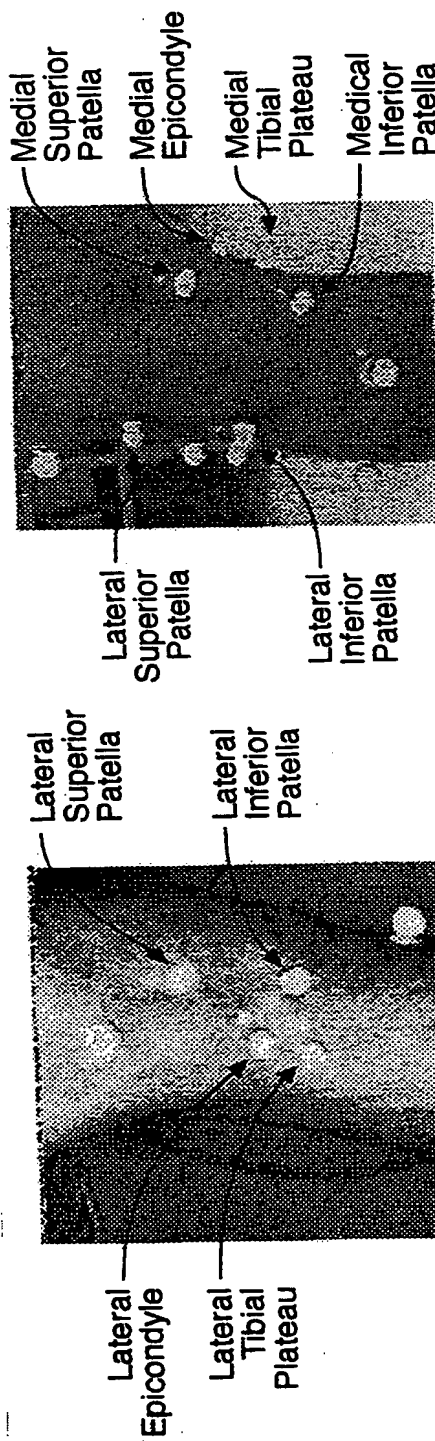 Lateral
Epicondyle
Lateral
Tibial
Plateau
Lateral
Superior
Patella
Lateral
Inferior
Patella
Lateral
Superior
Patella
Lateral
Inferior
Patella
Medial
Superior
Patella
Medial
Epicondyle
Medial
Tibial
Plateau
Medical
Inferior
Patella